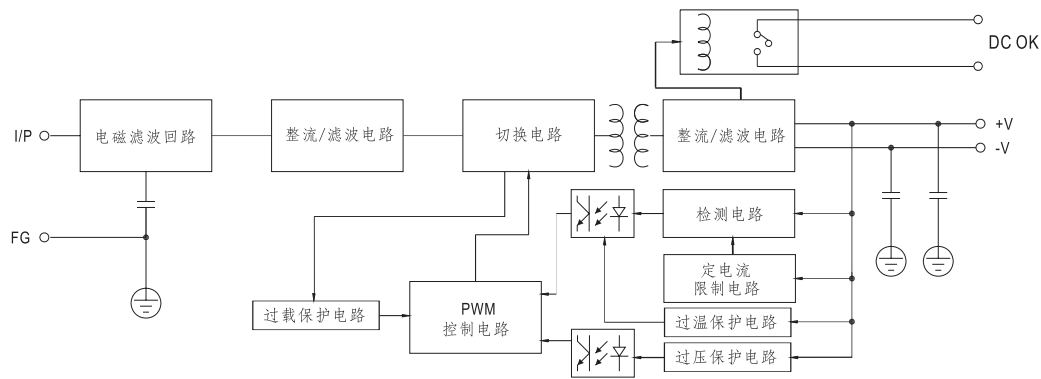 DC OK
I/P
电磁滤波回路
整流/滤波电路
切换电路
整流/滤波电路
+V
-V
FG
检测电路
定电流
限制电路
过载保护电路
PWM
控制电路
过温保护电路
过压保护电路